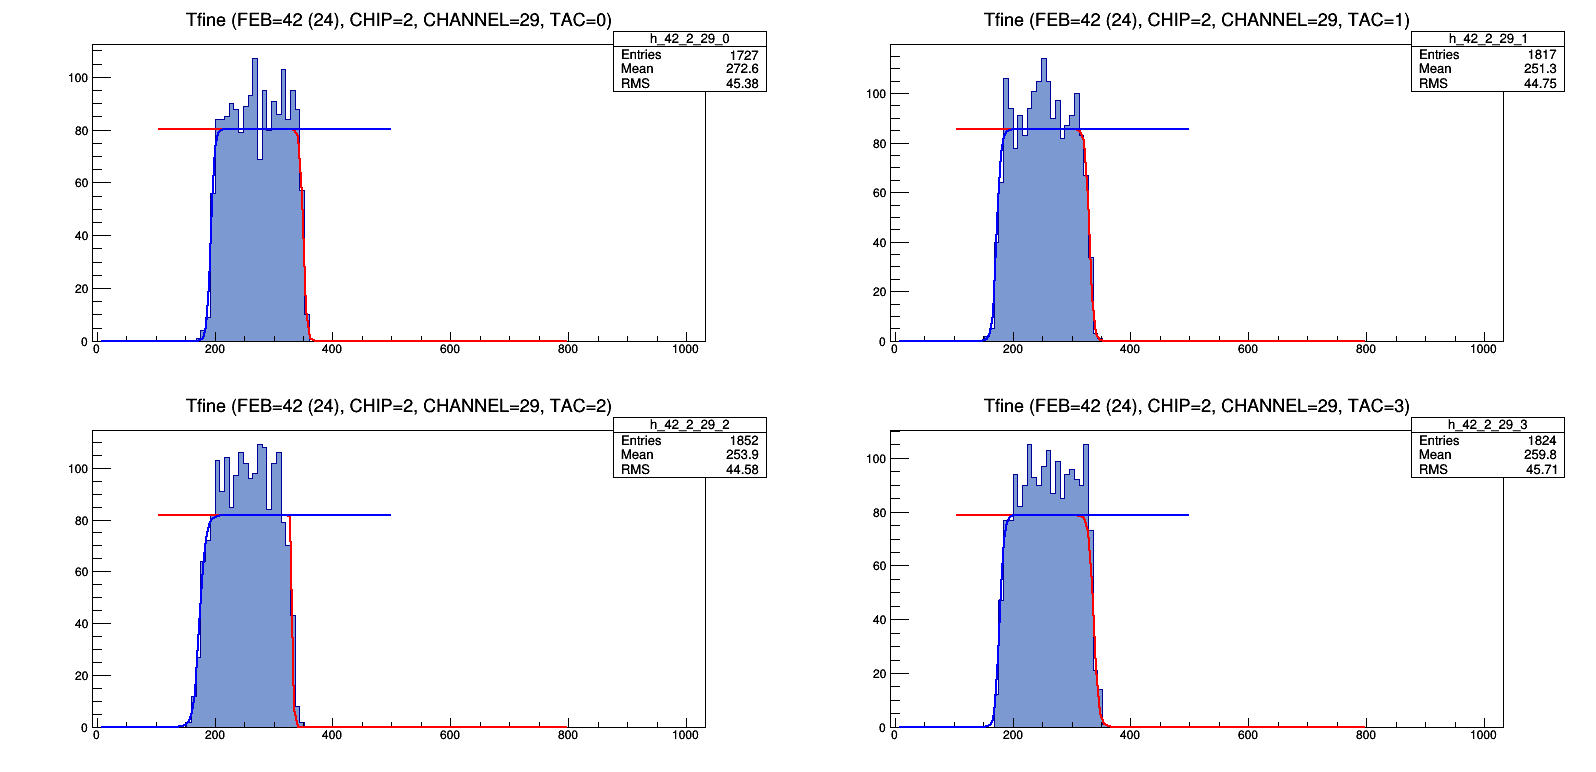 Tfine (FEB=42 (24), CHIP=2, CHANNEL=29, TAC=0)
h_42_2_29_0
Entries 1727
Mean 272.6
RMS 45.38
100
80
60
40
20
0
0 200 400 600 800 1000
Tfine (FEB=42 (24), CHIP=2, CHANNEL=29, TAC=1)
h_42_2_29_1
Entries 1817
Mean 251.3
RMS 44.75
100
80
60
40
20
0
0 200 400 600 800 1000
Tfine (FEB=42 (24), CHIP=2, CHANNEL=29, TAC=2)
h_42_2_29_2
Entries 1852
Mean 253.9
RMS 44.58
100
80
60
40
20
0
0 200 400 600 800 1000
Tfine (FEB=42 (24), CHIP=2, CHANNEL=29, TAC=3)
h_42_2_29_3
Entries 1824
Mean 259.8
RMS 45.71
100
80
60
40
20
0
0 200 400 600 800 1000